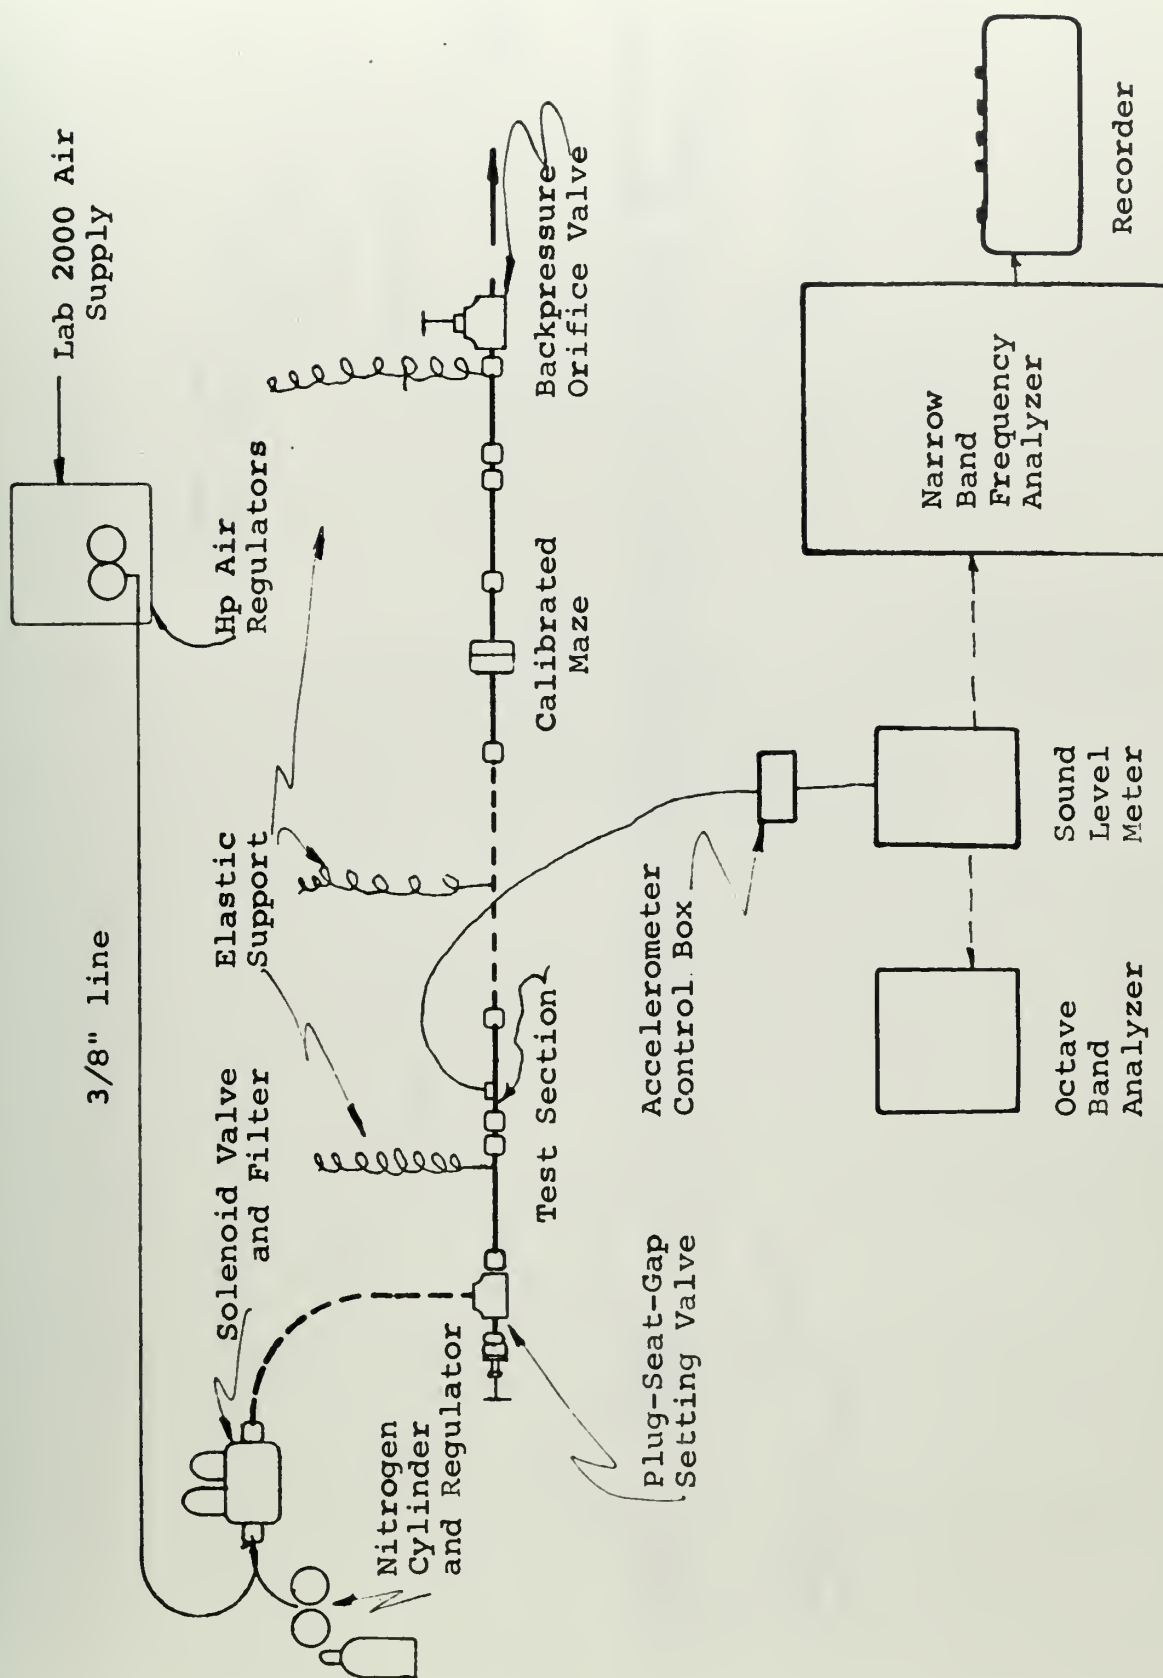 Lab 2000 Air
Supply
Hp Air
Regulators
3/8" line
Elastic
Support
Solenoid Valve
and Filter
Nitrogen
Cylinder
and Regulator
Backpressure
Orifice Valve
Calibrated
Maze
Test Section
Plug-Seat-Gap
Setting Valve
Accelerometer
Control Box
Recorder
Narrow
Band
Frequency
Analyzer
Sound
Level
Meter
Octave
Band
Analyzer